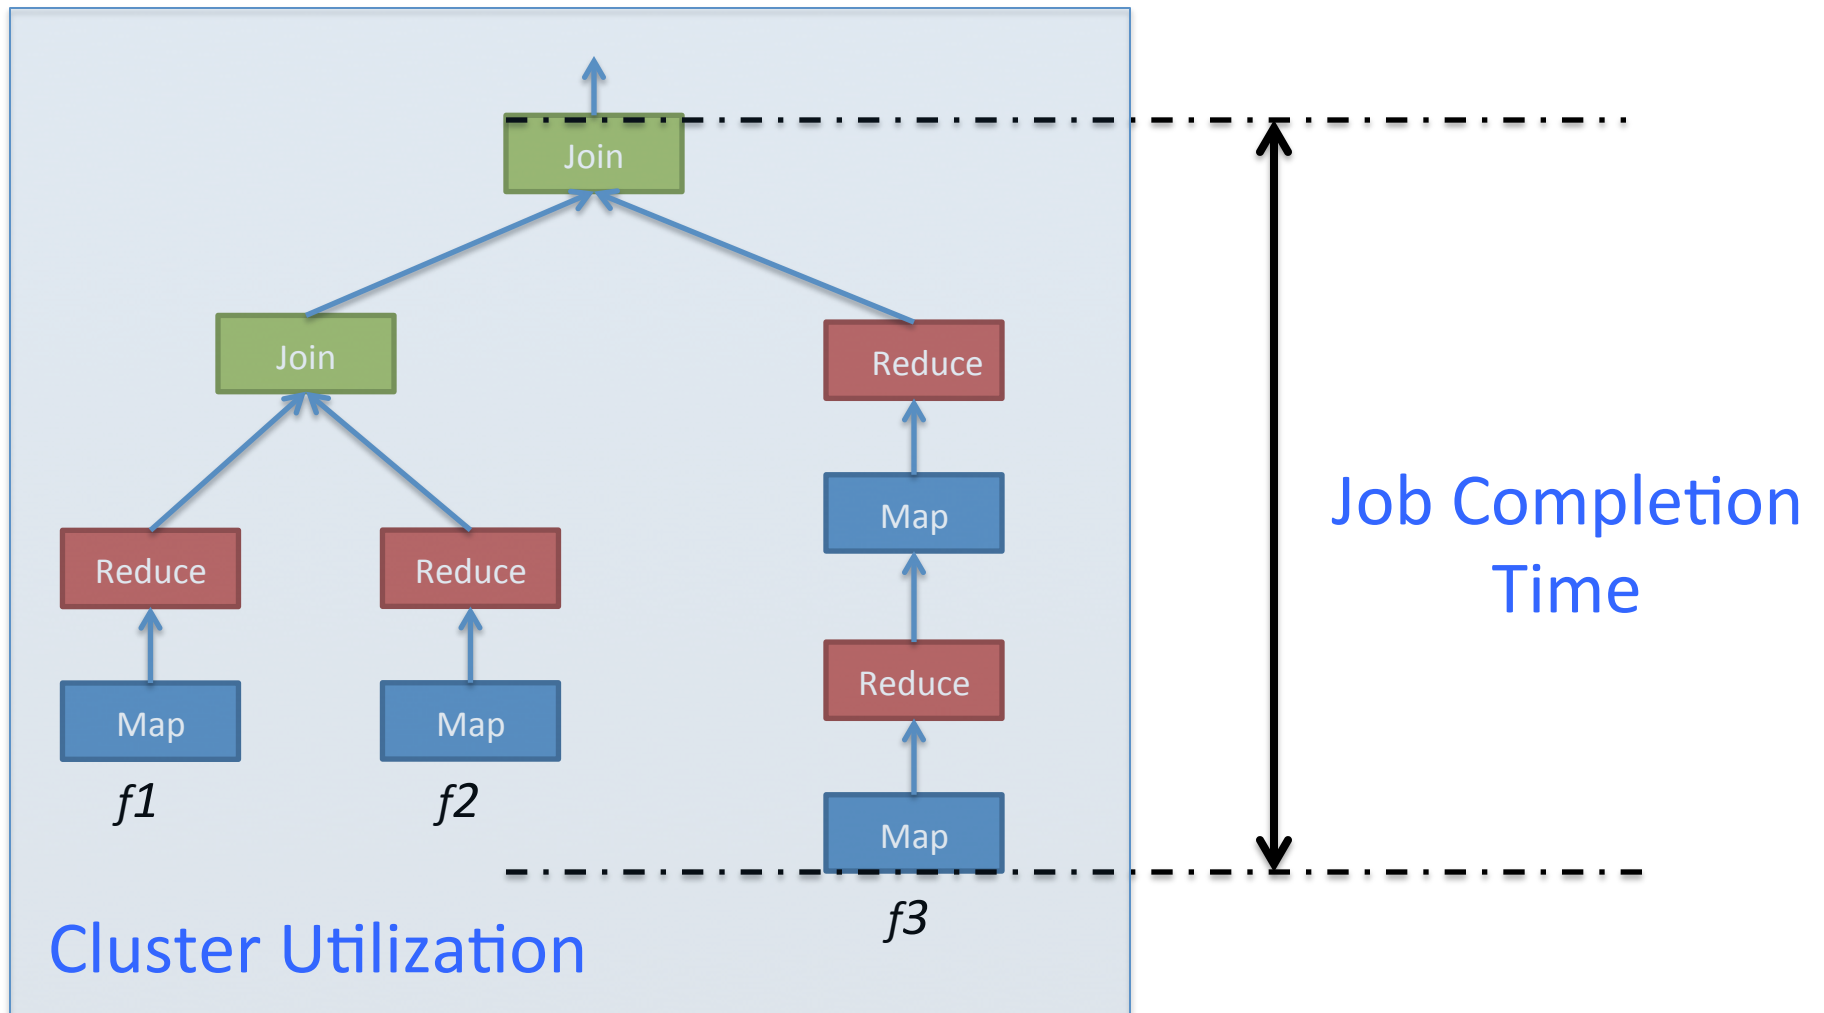 Join
Join
Reduce
Reduce
Reduce
Map
Reduce
Map
Map
Map
f1
f2
f3
Cluster Utilization
Job Completion
Time